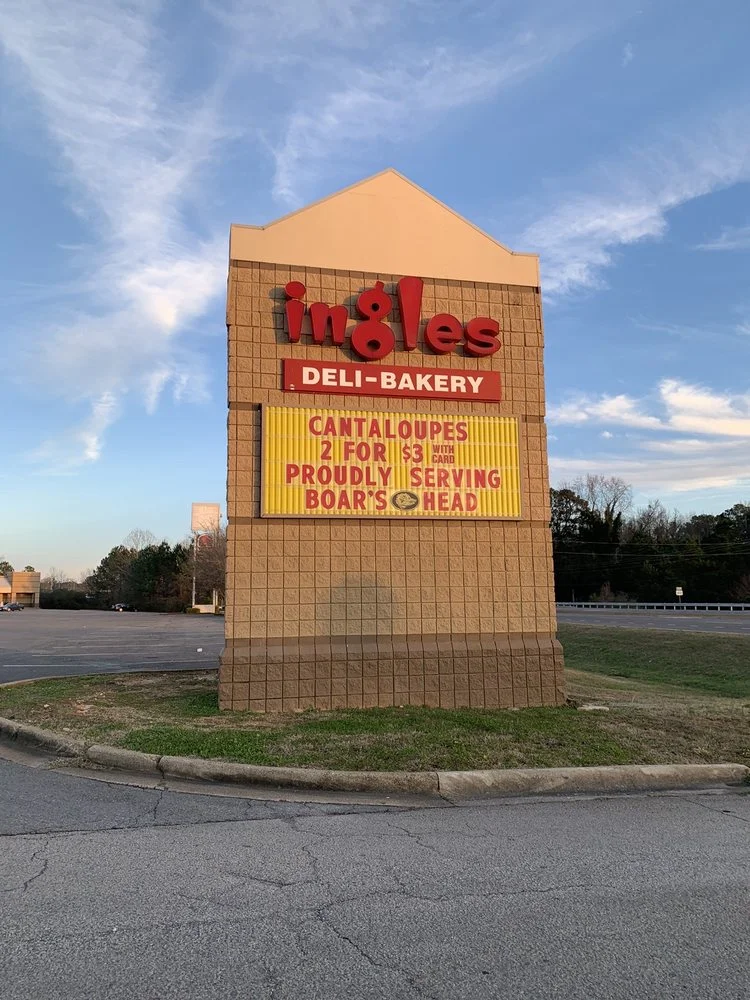 ingles
DELI-BAKERY
CANTALOUPES
2 FOR $3 WITH CARD
PROUDLY SERVING
BOAR'S HEAD